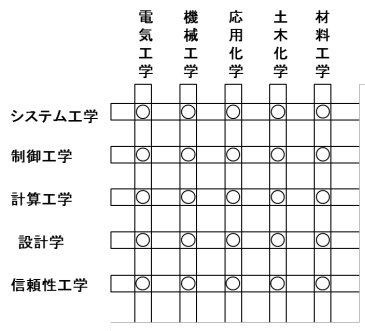 電気工学
機械工学
応用化学
土木化学
材料工学
システム工学
制御工学
計算工学
設計学
信頼性工学